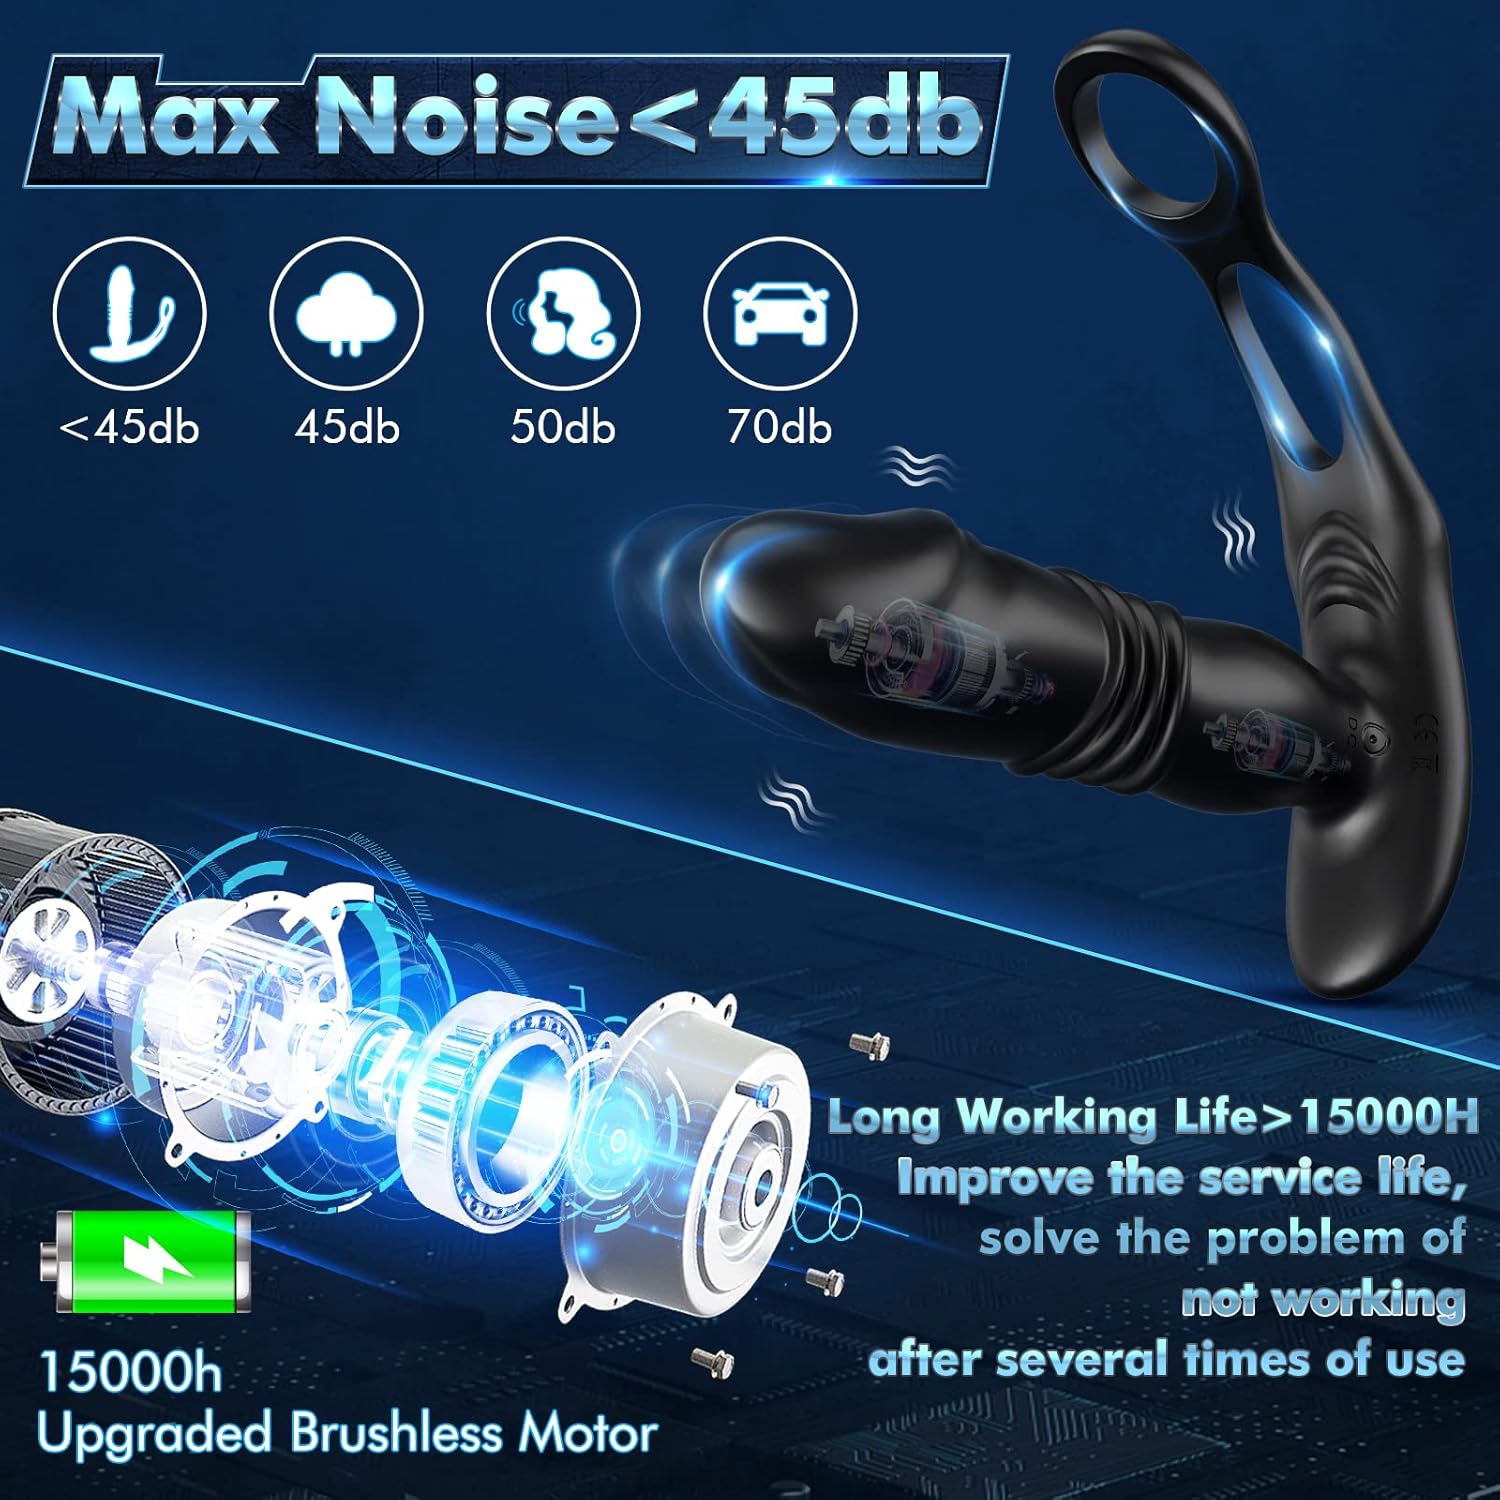 Max Noise<45db
<45db
45db
50db
70db
Long Working Life>15000H
Improve the service life,
solve the problem of
not working
after several times of use
15000h
Upgraded Brushless Motor